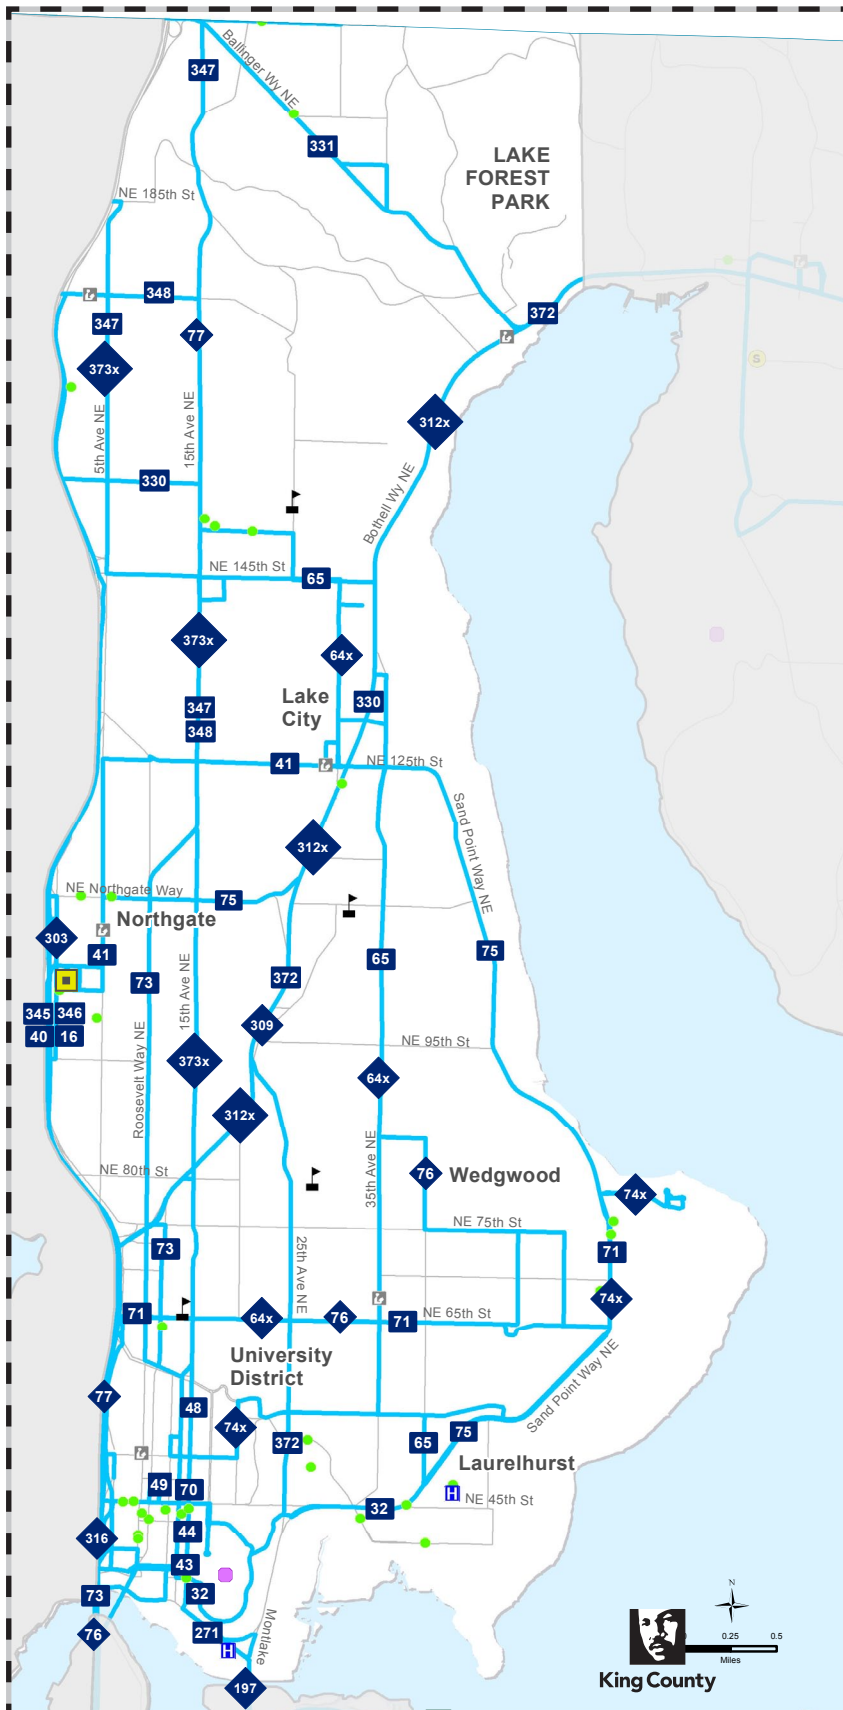 347
Ballinger Wy NE
331
LAKE
FOREST
PARK
NE 185th St
348
372
347
77
373x
312x
5th Ave NE
15th Ave NE
S
330
Bothell Wy NE
NE 145th St
65
373x
64x
Lake
City
330
347
348
41
NE 125th St
Sand Point Way NE
312x
NE Northgate Way
75
Northgate
303
41
75
65
372
73
15th Ave NE
345
346
40
16
309
NE 95th St
373x
64x
Roosevelt Way NE
312x
35th Ave NE
NE 80th St
76
Wedgwood
74x
NE 75th St
73
71
25th Ave NE
74x
71
64x
76
71
NE 65th St
University
District
Sand Point Way NE
77
48
74x
372
65
75
Laurelhurst
49
70
H
NE 45th St
32
316
44
43
73
32
76
271
H
Montlake
197
N
0.25
0.5
Miles
King County